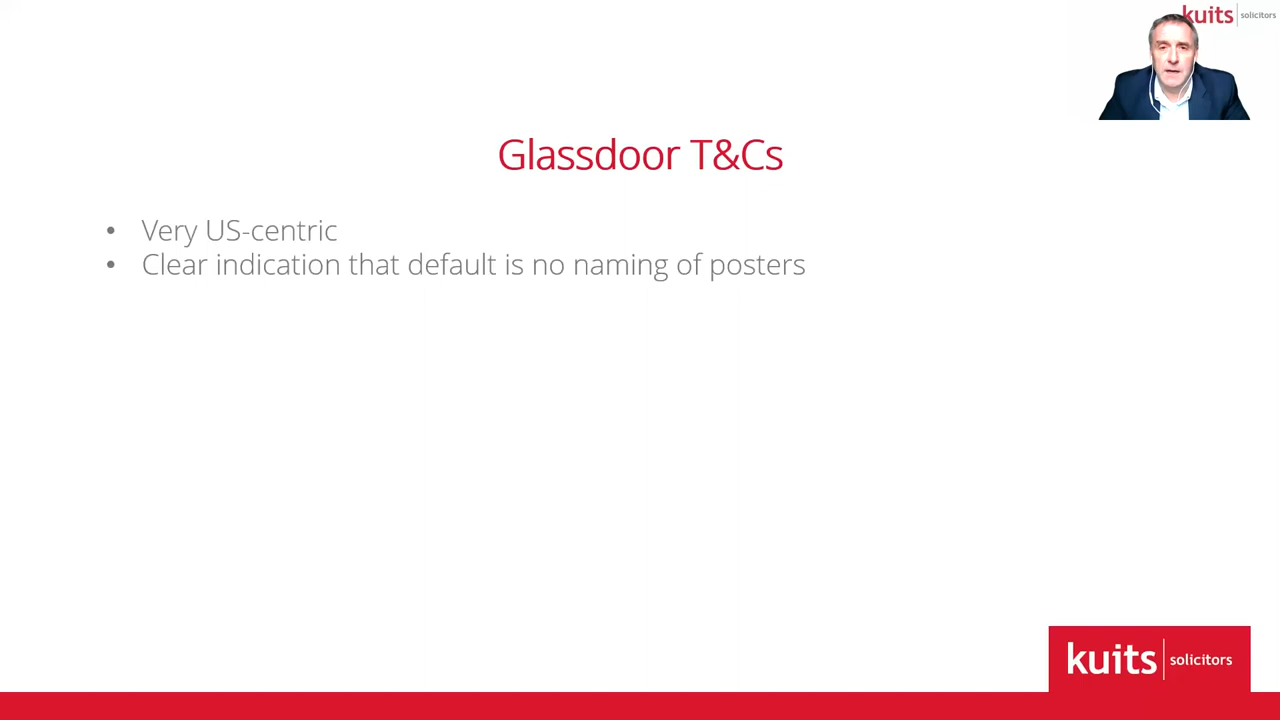 kuits solicitors
Glassdoor T&Cs
• Very US-centric
• Clear indication that default is no naming of posters
kuits solicitors